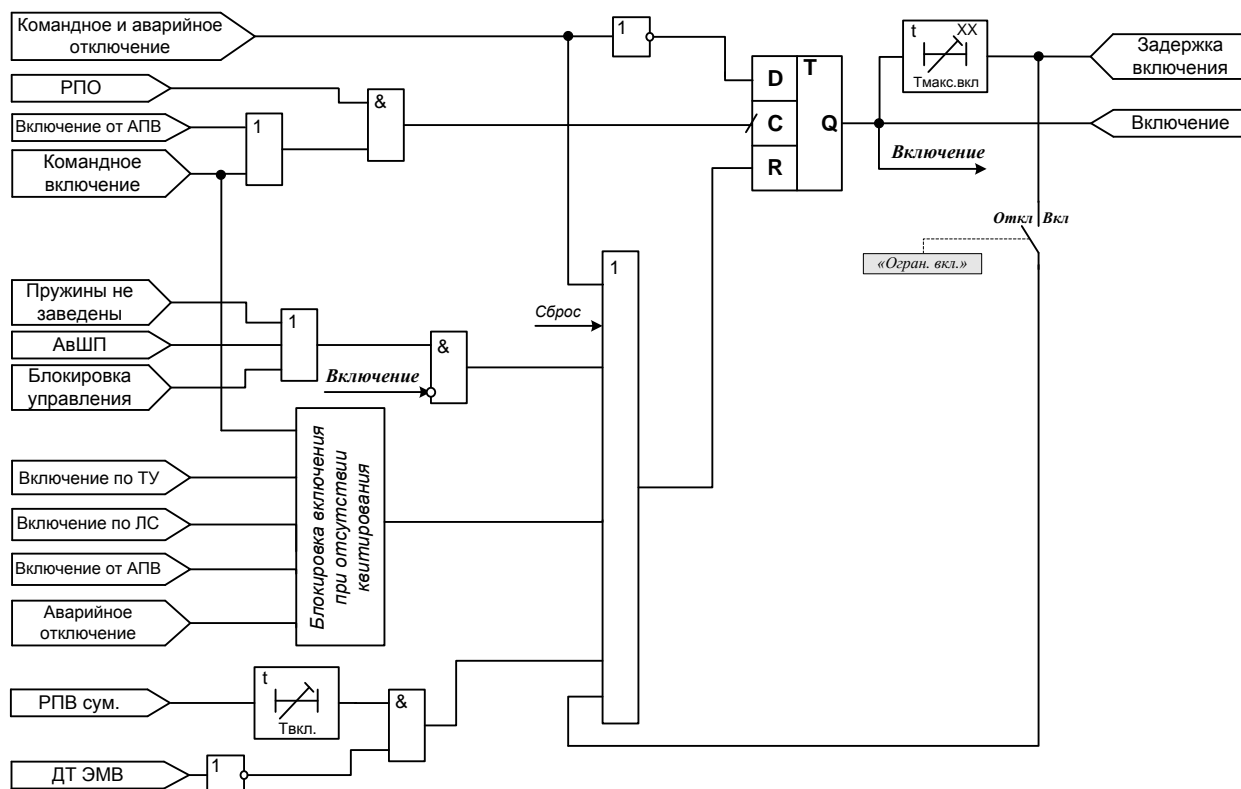 Командное и аварийное
отключение
РПО
Включение от АПВ
Командное
включение
1
&
1
D
C
R
T
Q
t
XX
Тмакс.вкл
Задержка
включения
Включение
Включение
Откл
Вкл
«Огран. вкл.»
Пружины не
заведены
АвШП
Блокировка
управления
1
Включение
&
Сброс
1
Включение по ТУ
Включение по ЛС
Включение от АПВ
Аварийное
отключение
Блокировка включения
при отсутствии
квитирования
РПВ сум.
t
Твкл.
&
ДТ ЭМВ
1